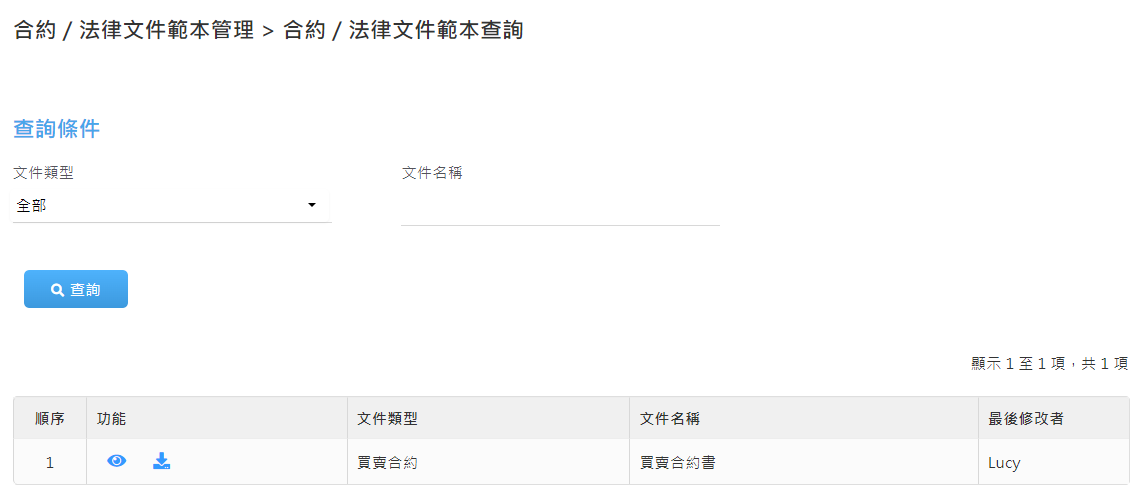 合約 / 法律文件範本管理 > 合約 / 法律文件範本查詢
查詢條件
文件類型 文件名稱
全部
查詢
顯示 1 至 1 項，共 1 項
順序 功能 文件類型 文件名稱 最後修改者
1 買賣合約 買賣合約書 Lucy